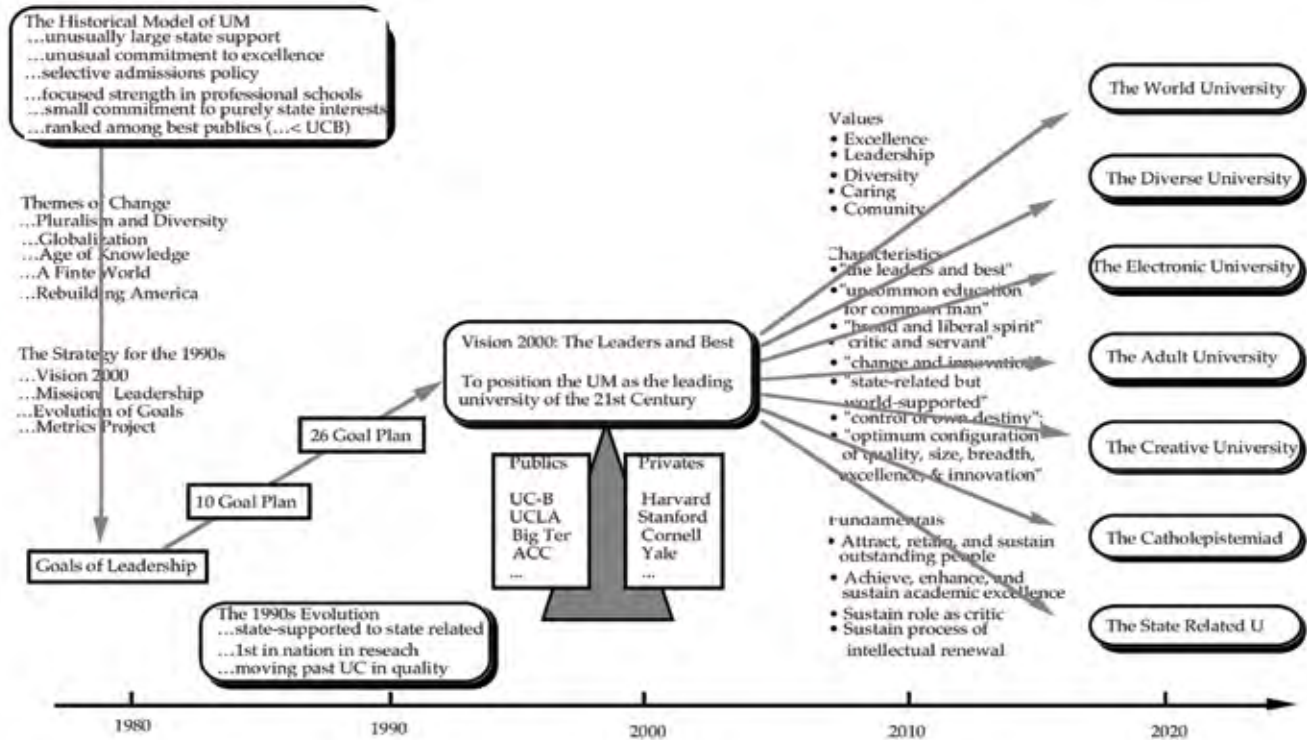 The Historical Model of UM
…unusually large state support
…unusual commitment to excellence
…selective admissions policy
…focused strength in professional schools
…small commitment to purely state interests
…ranked among best publics (…< UCB)
Themes of Change
…Pluralism and Diversity
…Globalization
…Age of Knowledge
…A Finte World
…Rebuilding America
The Strategy for the 1990s
…Vision 2000
…Mission: Leadership
…Evolution of Goals
…Metrics Project
Goals of Leadership
10 Goal Plan
26 Goal Plan
The 1990s Evolution
…state-supported to state related
…1st in nation in reseach
…moving past UC in quality
Vision 2000: The Leaders and Best
To position the UM as the leading
university of the 21st Century
Publics
UC-B
UCLA
Big Ter
ACC
...
Privates
Harvard
Stanford
Cornell
Yale
...
Values
• Excellence
• Leadership
• Diversity
• Caring
• Comunity
Characteristics
• "the leaders and best"
• "uncommon education
for common man"
• "broad and liberal spirit"
• "critic and servant"
• "change and innovation"
• "state-related but
world-supported"
• "control of own destiny";
• "optimum configuration
of quality, size, breadth,
excellence, & innovation"
Fundamentals
• Attract, retain, and sustain
outstanding people
• Achieve, enhance, and
sustain academic excellence
• Sustain role as critic
• Sustain process of
intellectual renewal
The World University
The Diverse University
The Electronic University
The Adult University
The Creative University
The Catholepistemiad
The State Related U
1980
1990
2000
2010
2020